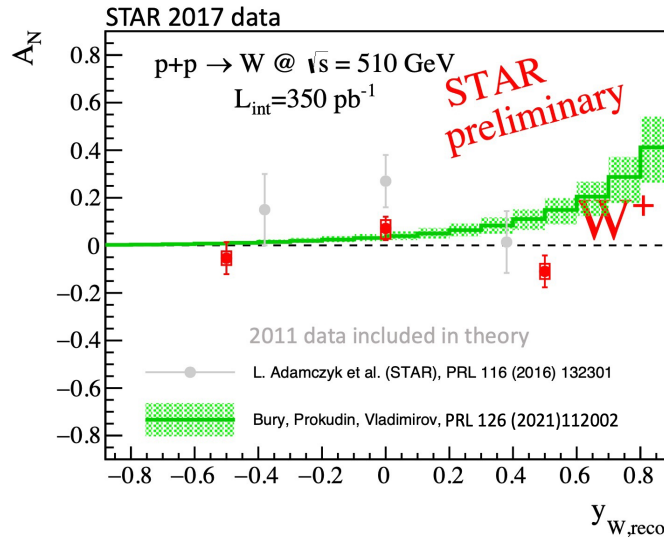 STAR 2017 data
A_N
p+p → W @ √s = 510 GeV
L_int=350 pb⁻¹
STAR
preliminary
W⁺
0.8
0.6
0.4
0.2
0
−0.2
−0.4
−0.6
−0.8
2011 data included in theory
L. Adamczyk et al. (STAR), PRL 116 (2016) 132301
Bury, Prokudin, Vladimirov, PRL 126 (2021)112002
−0.8 −0.6 −0.4 −0.2 0 0.2 0.4 0.6 0.8
y_W,reco